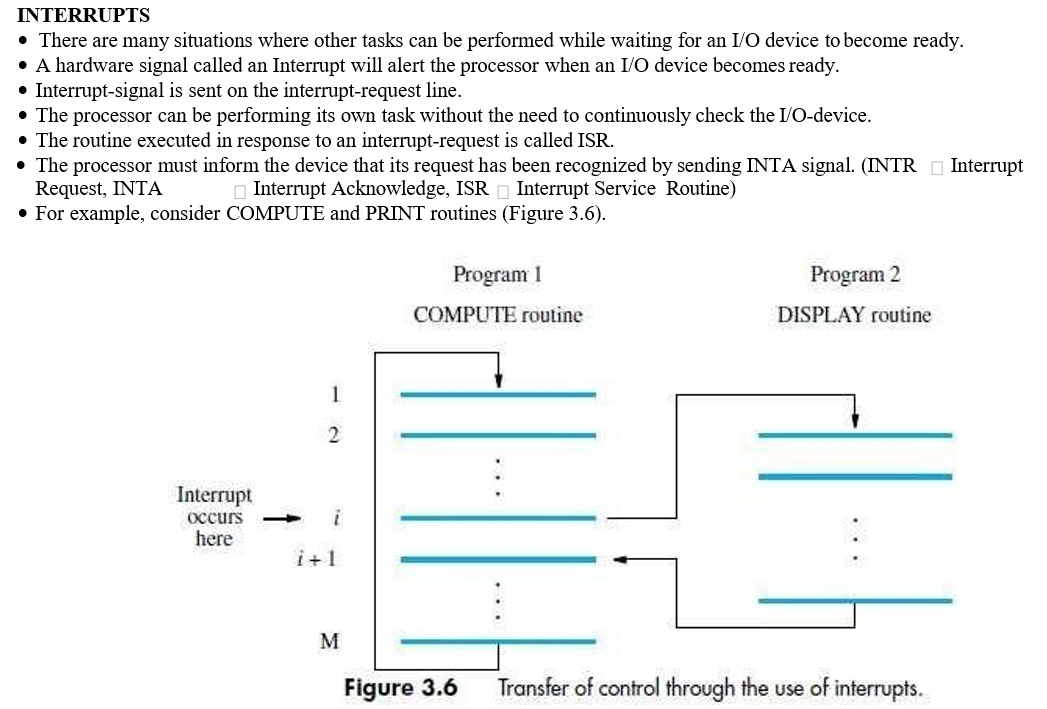 INTERRUPTS
• There are many situations where other tasks can be performed while waiting for an I/O device to become ready.
• A hardware signal called an Interrupt will alert the processor when an I/O device becomes ready.
• Interrupt-signal is sent on the interrupt-request line.
• The processor can be performing its own task without the need to continuously check the I/O-device.
• The routine executed in response to an interrupt-request is called ISR.
• The processor must inform the device that its request has been recognized by sending INTA signal. (INTR □ Interrupt
Request, INTA □ Interrupt Acknowledge, ISR □ Interrupt Service Routine)
• For example, consider COMPUTE and PRINT routines (Figure 3.6).
Program 1
Program 2
COMPUTE routine
DISPLAY routine
1
2
Interrupt
occurs
here
i
i + 1
M
Figure 3.6 Transfer of control through the use of interrupts.